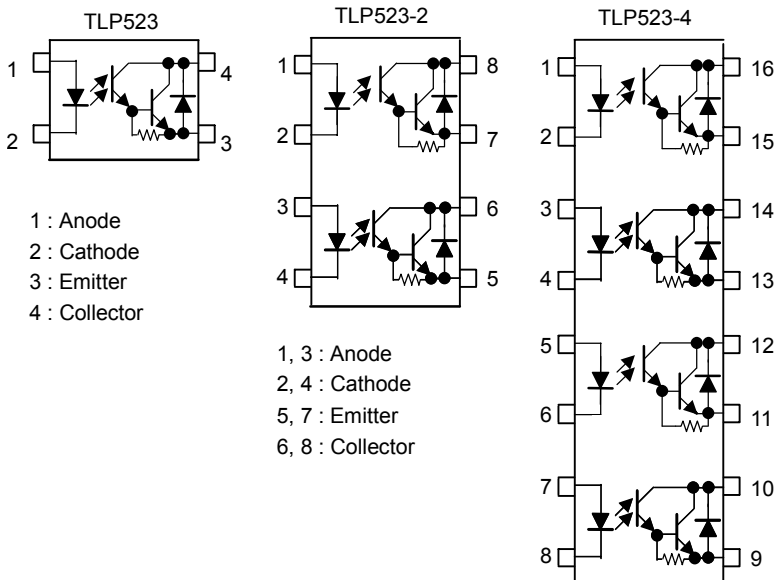 TLP523
1
2
4
3
1 : Anode
2 : Cathode
3 : Emitter
4 : Collector
TLP523-2
1
2
3
4
8
7
6
5
1, 3 : Anode
2, 4 : Cathode
5, 7 : Emitter
6, 8 : Collector
TLP523-4
1
2
3
4
5
6
7
8
16
15
14
13
12
11
10
9